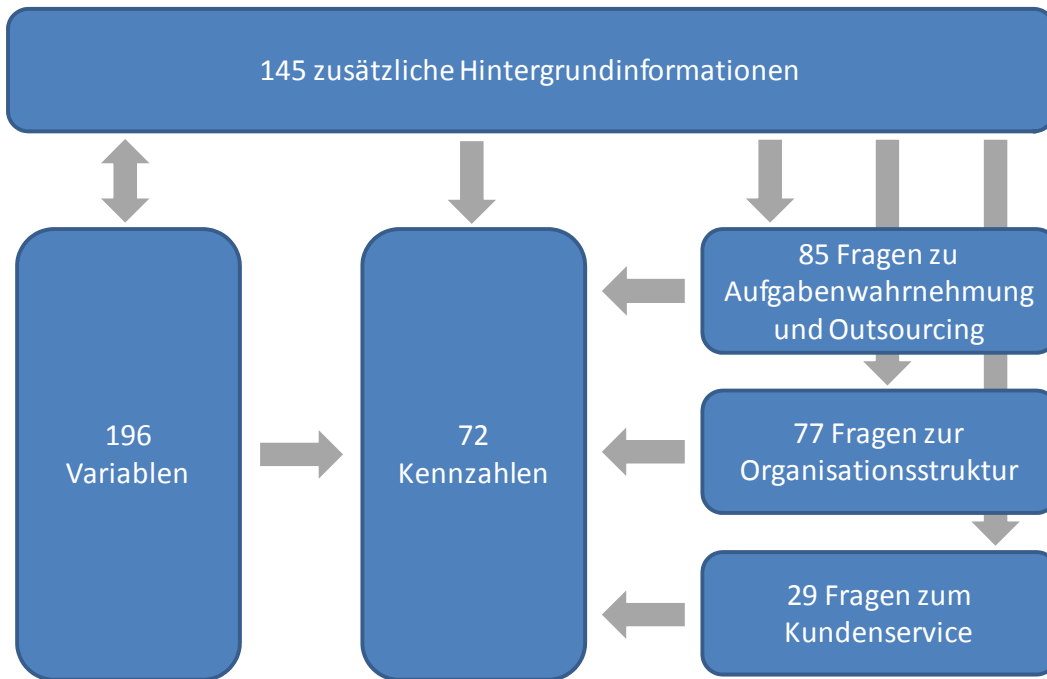 145 zusätzliche Hintergrundinformationen
196
Variablen
72
Kennzahlen
85 Fragen zu
Aufgabenwahrnehmung
und Outsourcing
77 Fragen zur
Organisationsstruktur
29 Fragen zum
Kundenservice